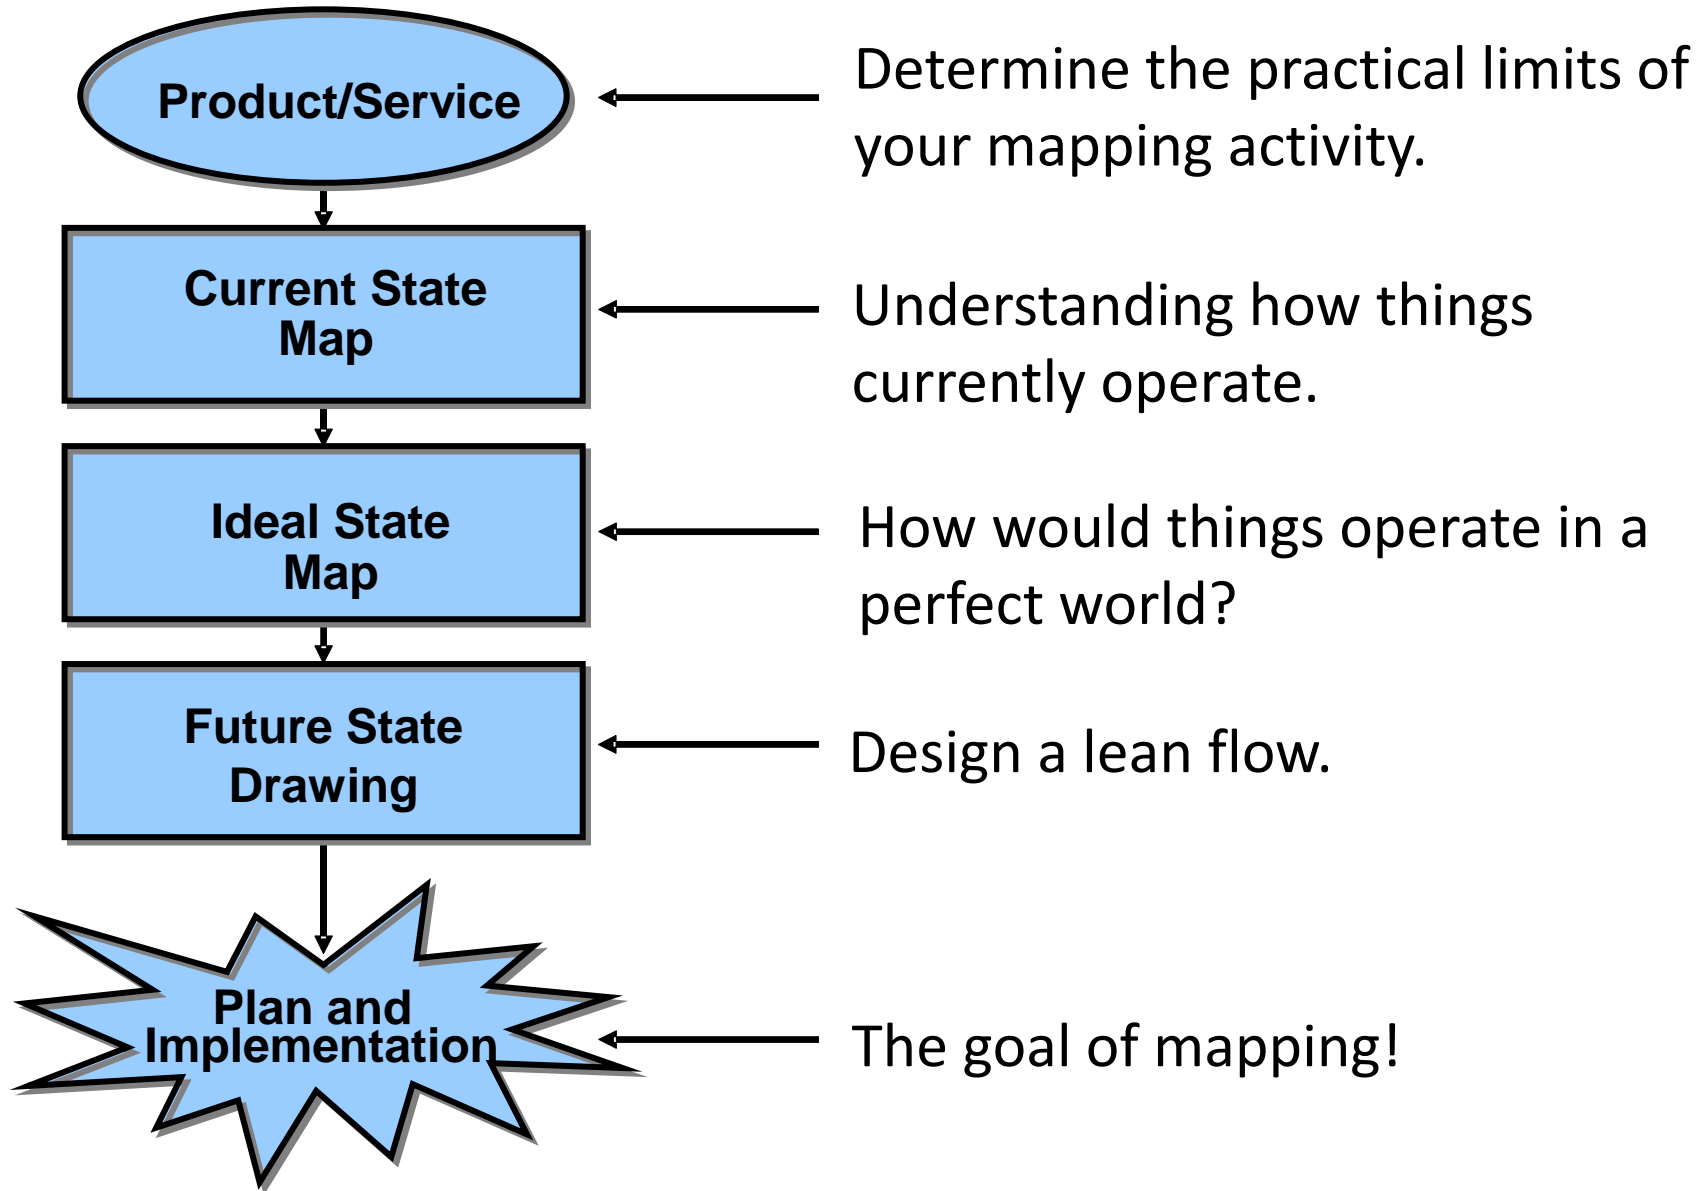 Product/Service
Determine the practical limits of
your mapping activity.
Current State
Map
Understanding how things
currently operate.
Ideal State
Map
How would things operate in a
perfect world?
Future State
Drawing
Design a lean flow.
Plan and
Implementation
The goal of mapping!